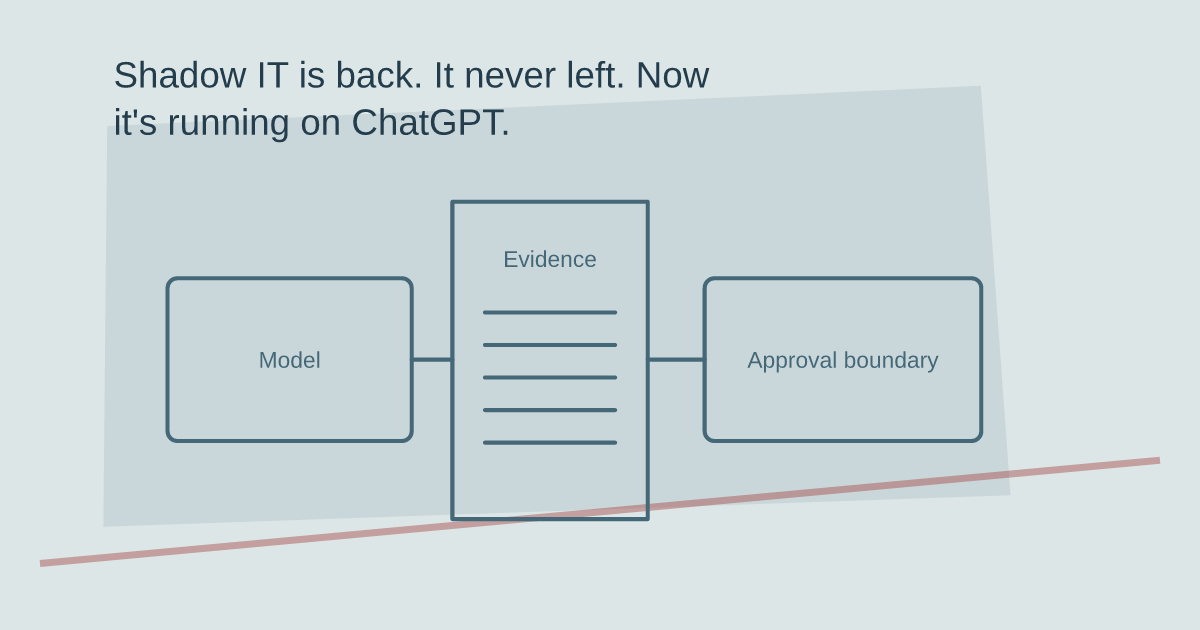 Shadow IT is back. It never left. Now
it's running on ChatGPT.
Evidence
Model
Approval boundary